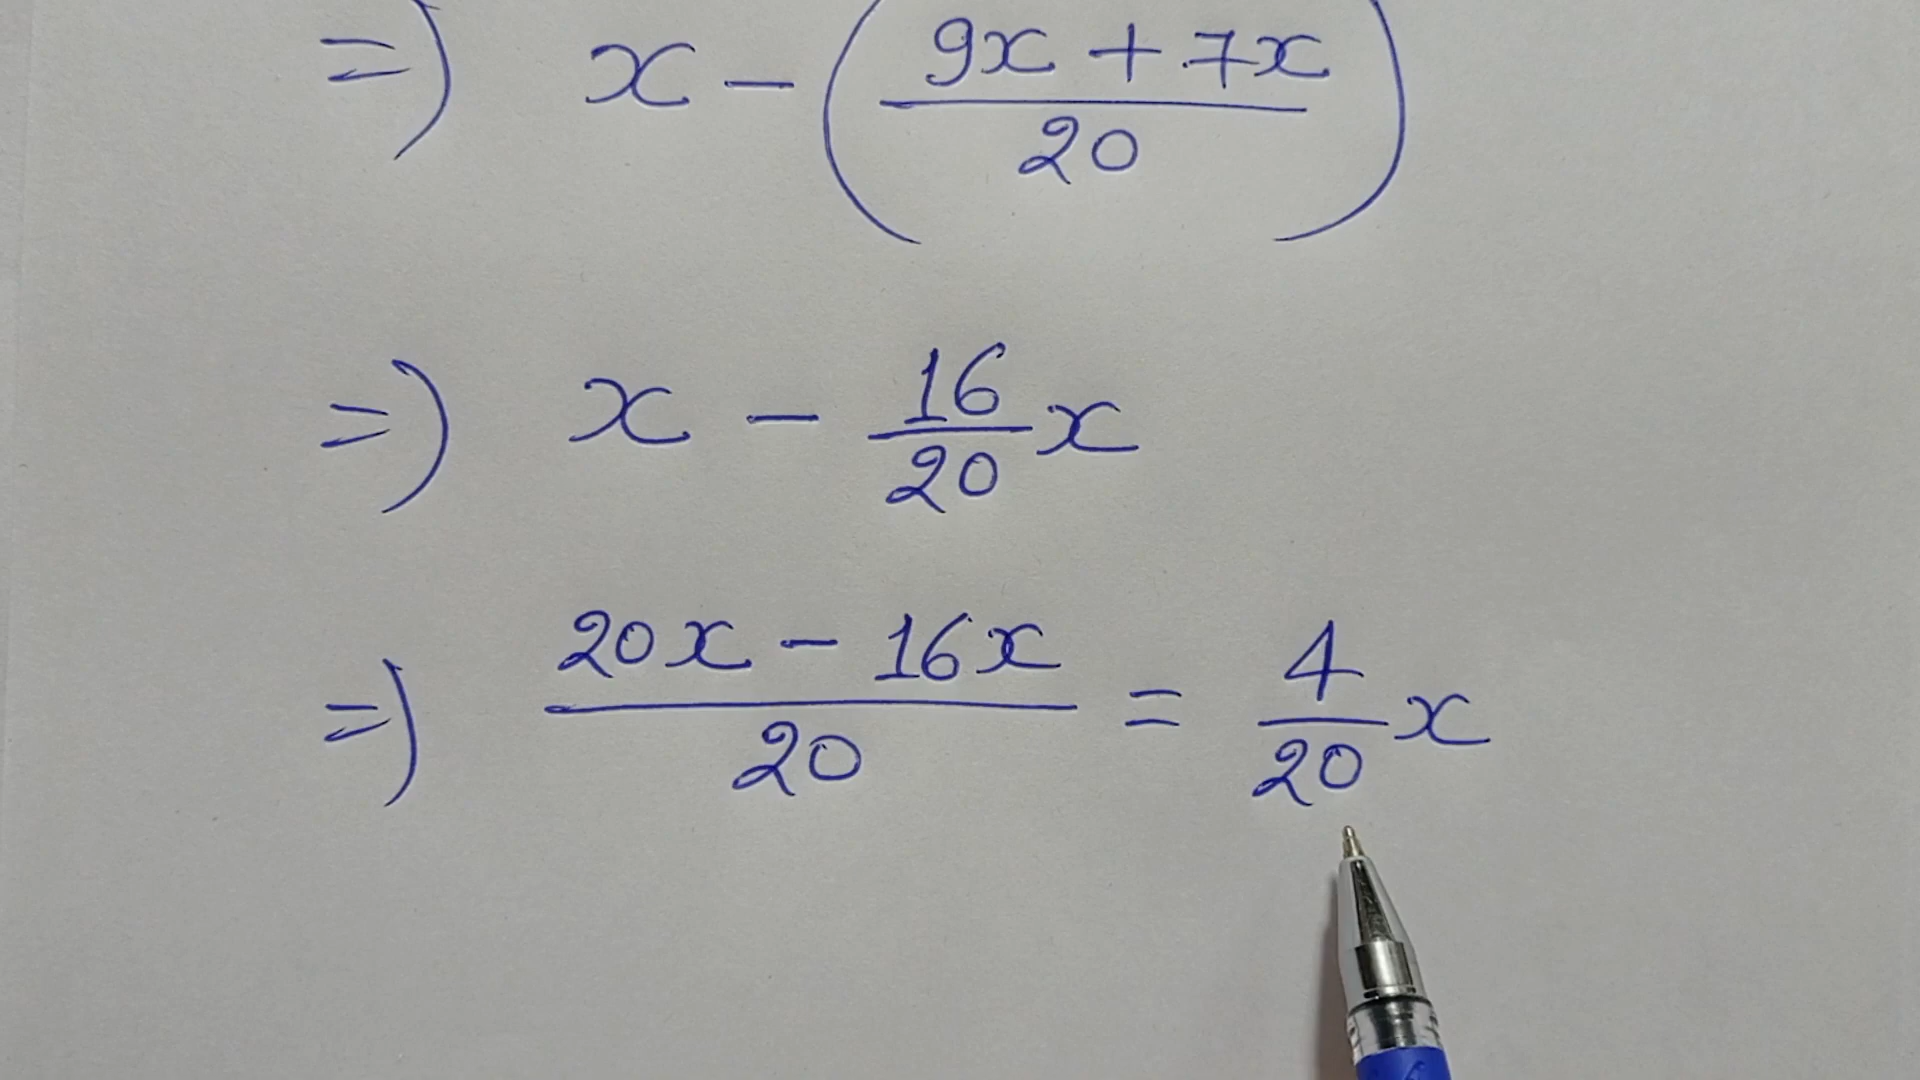 =) x - (9x + 7x / 20)
=) x - 16/20 x
=) 20x - 16x / 20 = 4/20 x